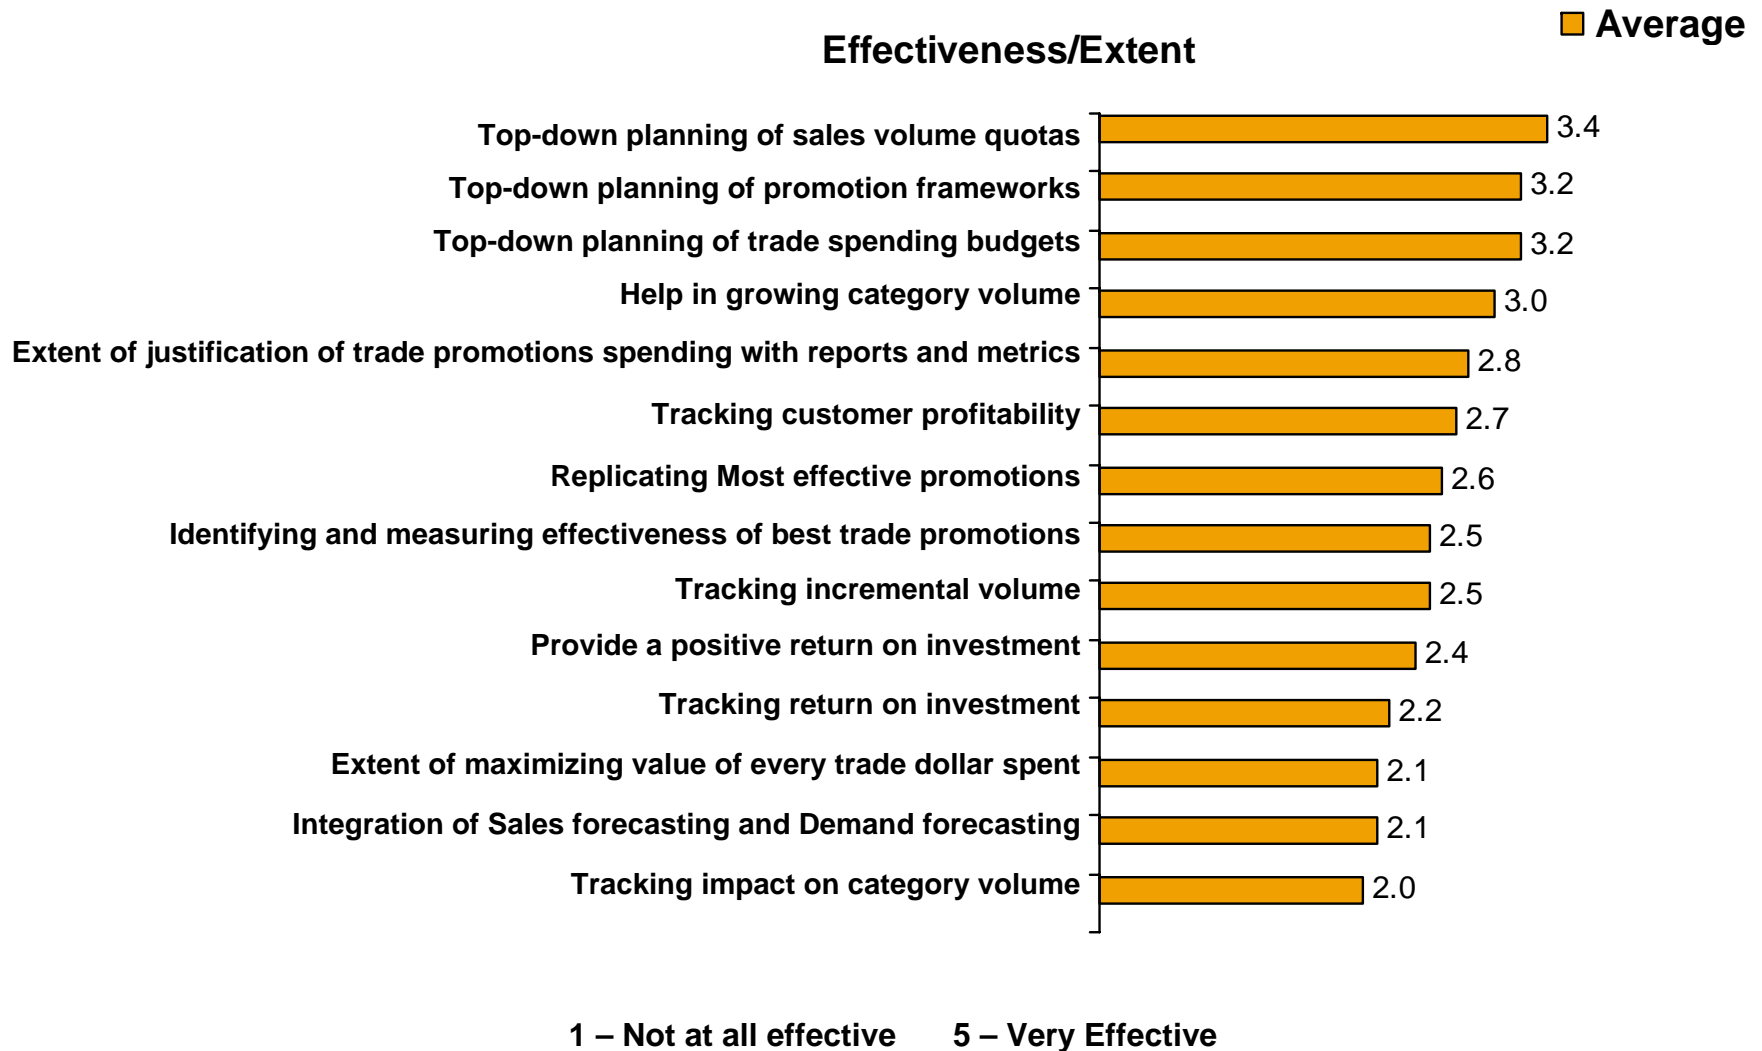 Average
Effectiveness/Extent
Top-down planning of sales volume quotas 3.4
Top-down planning of promotion frameworks 3.2
Top-down planning of trade spending budgets 3.2
Help in growing category volume 3.0
Extent of justification of trade promotions spending with reports and metrics 2.8
Tracking customer profitability 2.7
Replicating Most effective promotions 2.6
Identifying and measuring effectiveness of best trade promotions 2.5
Tracking incremental volume 2.5
Provide a positive return on investment 2.4
Tracking return on investment 2.2
Extent of maximizing value of every trade dollar spent 2.1
Integration of Sales forecasting and Demand forecasting 2.1
Tracking impact on category volume 2.0
1 – Not at all effective 5 – Very Effective